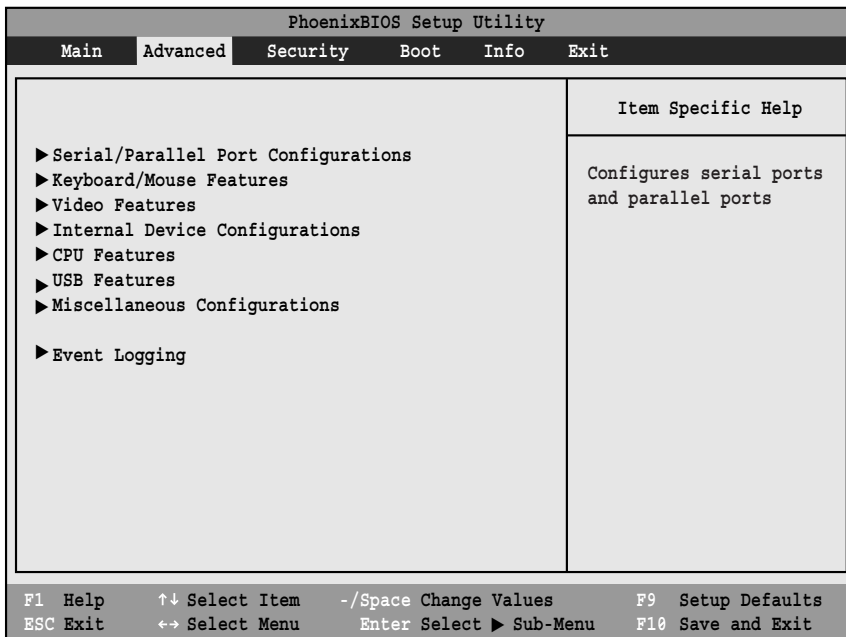 PhoenixBIOS Setup Utility
Main Advanced Security Boot Info Exit
Item Specific Help
Configures serial ports
and parallel ports
▶Serial/Parallel Port Configurations
▶Keyboard/Mouse Features
▶Video Features
▶Internal Device Configurations
▶CPU Features
▶USB Features
▶Miscellaneous Configurations
▶Event Logging
F1 Help ↑↓ Select Item -/Space Change Values F9 Setup Defaults
ESC Exit ←→ Select Menu Enter Select ▶ Sub-Menu F10 Save and Exit